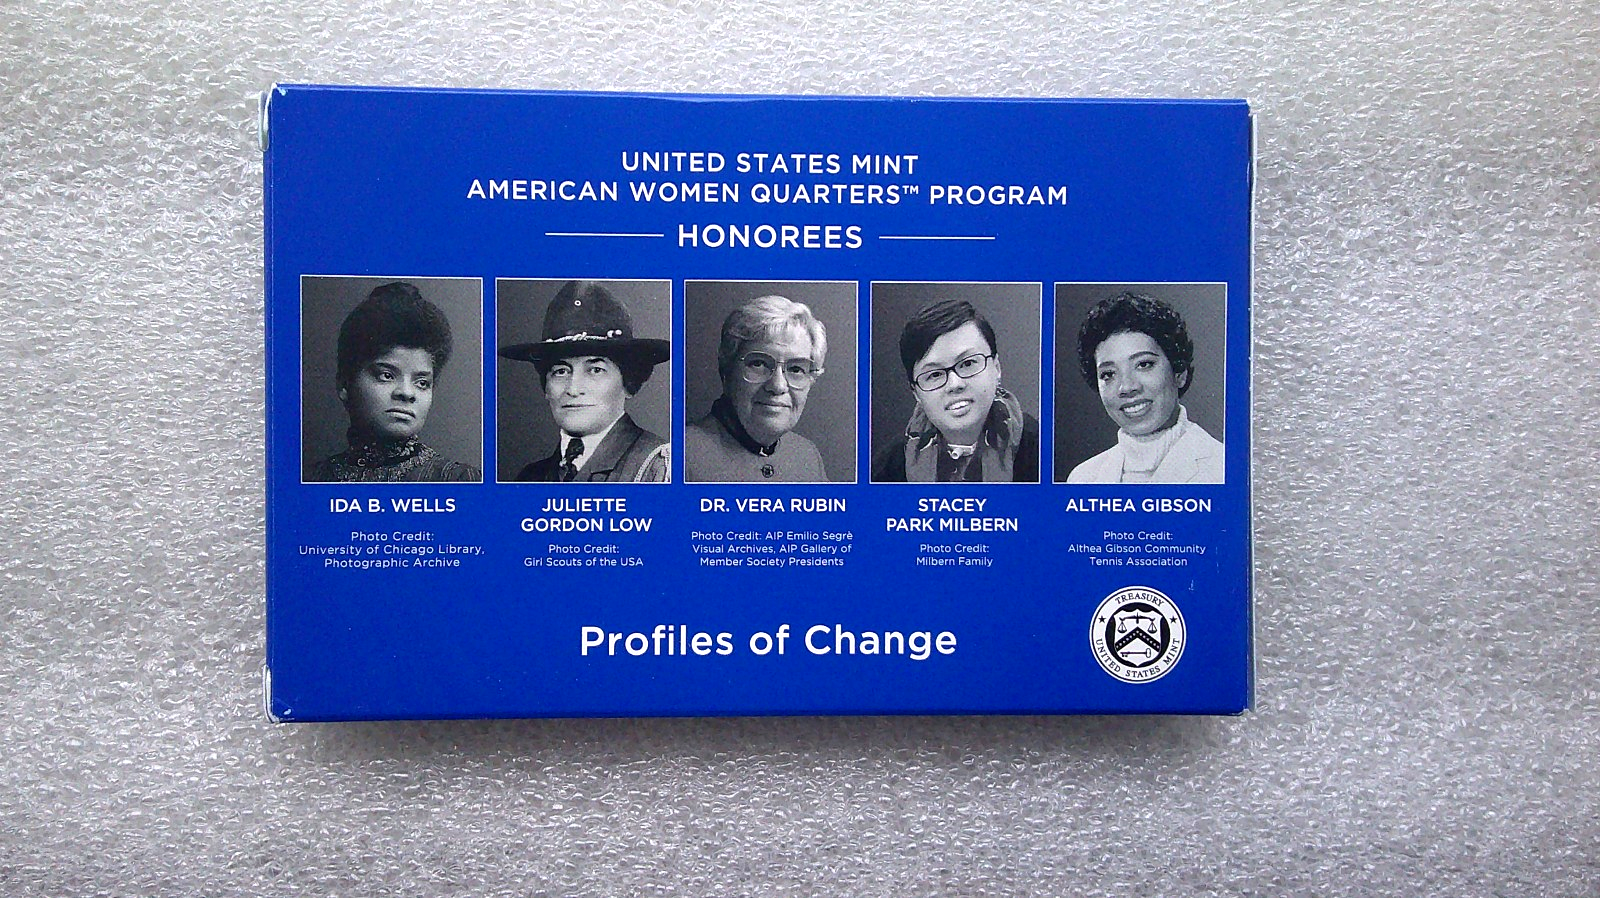 UNITED STATES MINT
AMERICAN WOMEN QUARTERS™ PROGRAM
HONOREES
IDA B. WELLS
Photo Credit:
University of Chicago Library,
Photographic Archive
JULIETTE
GORDON LOW
Photo Credit:
Girl Scouts of the USA
DR. VERA RUBIN
Photo Credit: AIP Emilio Segrè
Visual Archives, AIP Gallery of
Member Society Presidents
STACEY
PARK MILBERN
Photo Credit:
Milbern Family
ALTHEA GIBSON
Photo Credit:
Althea Gibson Community
Tennis Association
Profiles of Change
TREASURY
UNITED STATES MINT